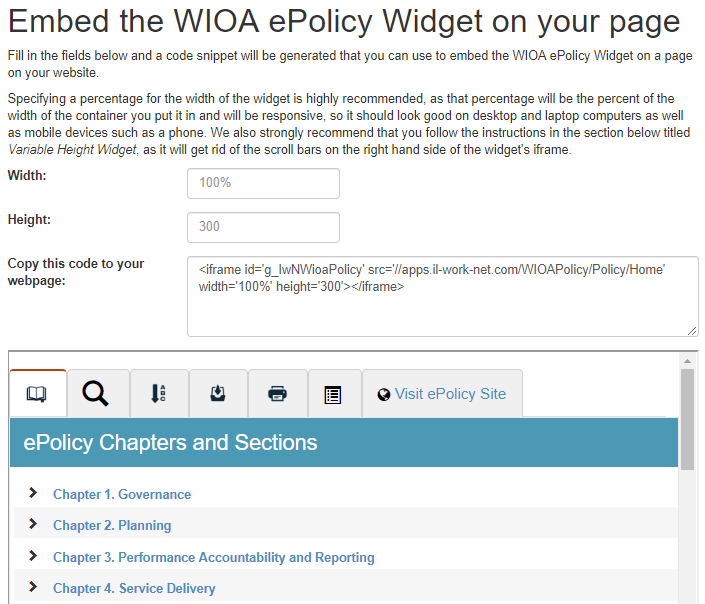 Embed the WIOA ePolicy Widget on your page
Fill in the fields below and a code snippet will be generated that you can use to embed the WIOA ePolicy Widget on a page
on your website.
Specifying a percentage for the width of the widget is highly recommended, as that percentage will be the percent of the
width of the container you put it in and will be responsive, so it should look good on desktop and laptop computers as well
as mobile devices such as a phone. We also strongly recommend that you follow the instructions in the section below titled
Variable Height Widget, as it will get rid of the scroll bars on the right hand side of the widget's iframe.
Width:
100%
Height:
300
Copy this code to your
webpage:
<iframe id='g_IwNWioaPolicy' src='//apps.il-work-net.com/WIOAPolicy/Policy/Home'
width='100%' height='300'></iframe>
A
B
C
Visit ePolicy Site
ePolicy Chapters and Sections
Chapter 1. Governance
Chapter 2. Planning
Chapter 3. Performance Accountability and Reporting
Chapter 4. Service Delivery